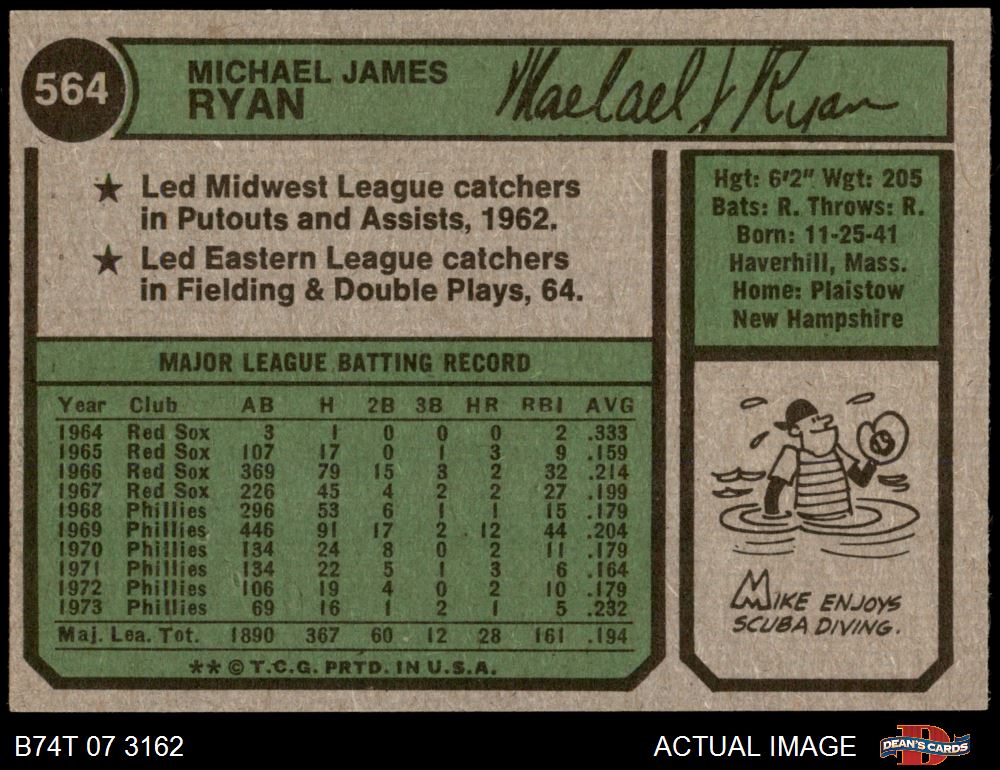 564
MICHAEL JAMES
RYAN
Michael J Ryan
★ Led Midwest League catchers
in Putouts and Assists, 1962.
★ Led Eastern League catchers
in Fielding & Double Plays, 64.
Hgt: 6'2" Wgt: 205
Bats: R. Throws: R.
Born: 11-25-41
Haverhill, Mass.
Home: Plaistow
New Hampshire
MAJOR LEAGUE BATTING RECORD
Year Club AB H 2B 3B HR RBI AVG
1964 Red Sox 3 1 0 0 0 2 .333
1965 Red Sox 107 17 0 1 3 9 .159
1966 Red Sox 369 79 15 3 2 32 .214
1967 Red Sox 226 45 4 2 2 27 .199
1968 Phillies 296 53 6 1 1 15 .179
1969 Phillies 446 91 17 2 12 44 .204
1970 Phillies 134 24 8 0 2 11 .179
1971 Phillies 134 22 5 1 3 6 .164
1972 Phillies 106 19 4 0 2 10 .179
1973 Phillies 69 16 1 2 1 5 .232
Maj. Lea. Tot. 1890 367 60 12 28 161 .194
** © T.C.G. PRTD. IN U.S.A.
MIKE ENJOYS
SCUBA DIVING.
B74T 07 3162
ACTUAL IMAGE
D
DEAN'S CARDS